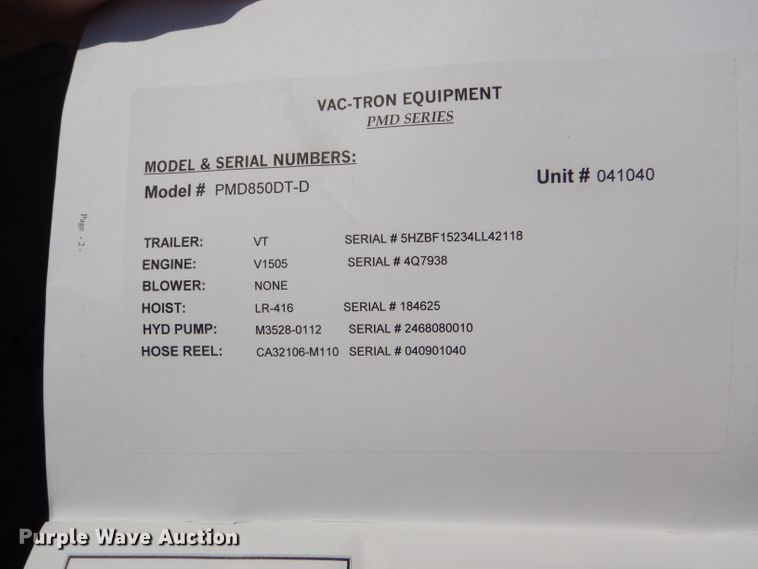 VAC-TRON EQUIPMENT
PMD SERIES
MODEL & SERIAL NUMBERS:
Model # PMD850DT-D
Unit # 041040
TRAILER: VT SERIAL # 5HZBF15234LL42118
ENGINE: V1505 SERIAL # 4Q7938
BLOWER: NONE
HOIST: LR-416 SERIAL # 184625
HYD PUMP: M3528-0112 SERIAL # 2468080010
HOSE REEL: CA32106-M110 SERIAL # 040901040
Page - 2 -
Purple Wave Auction